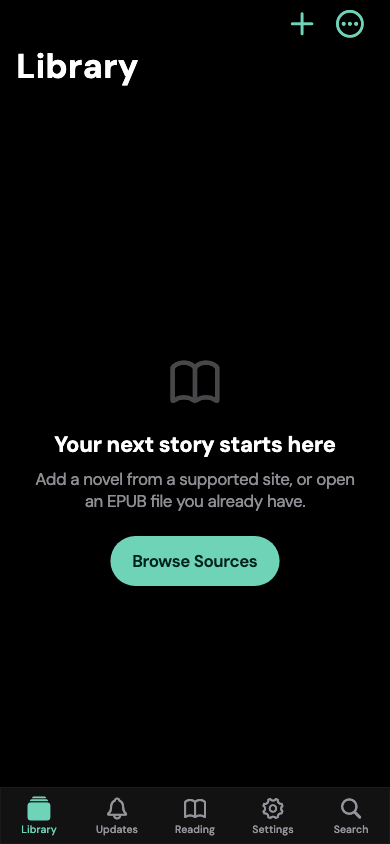 Library
Your next story starts here
Add a novel from a supported site, or open
an EPUB file you already have.
Browse Sources
Library
Updates
Reading
Settings
Search